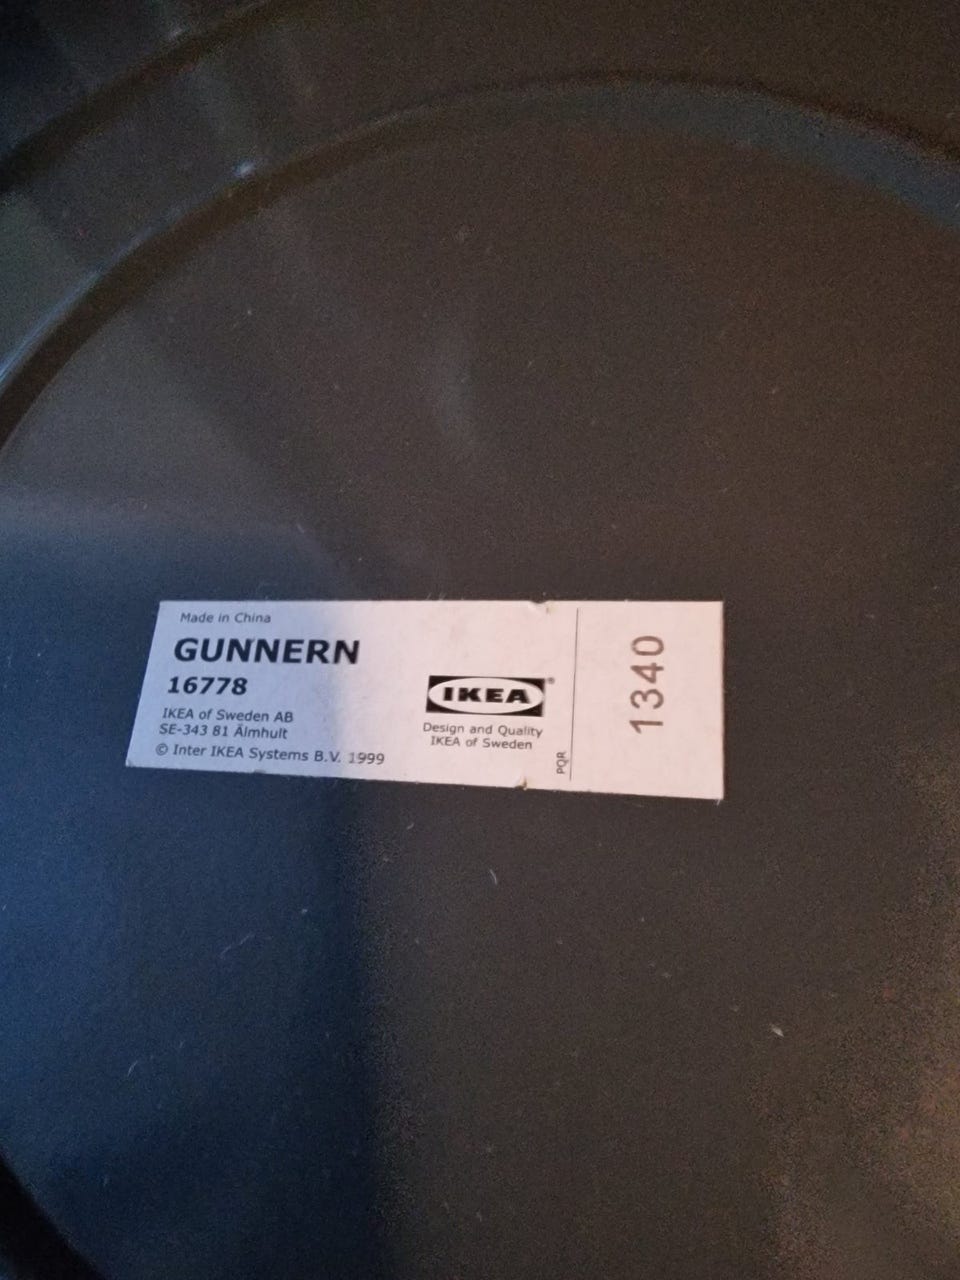 Made in China
GUNNERN
16778
IKEA of Sweden AB
SE-343 81 Älmhult
© Inter IKEA Systems B.V. 1999
IKEA®
Design and Quality
IKEA of Sweden
PQR
1340